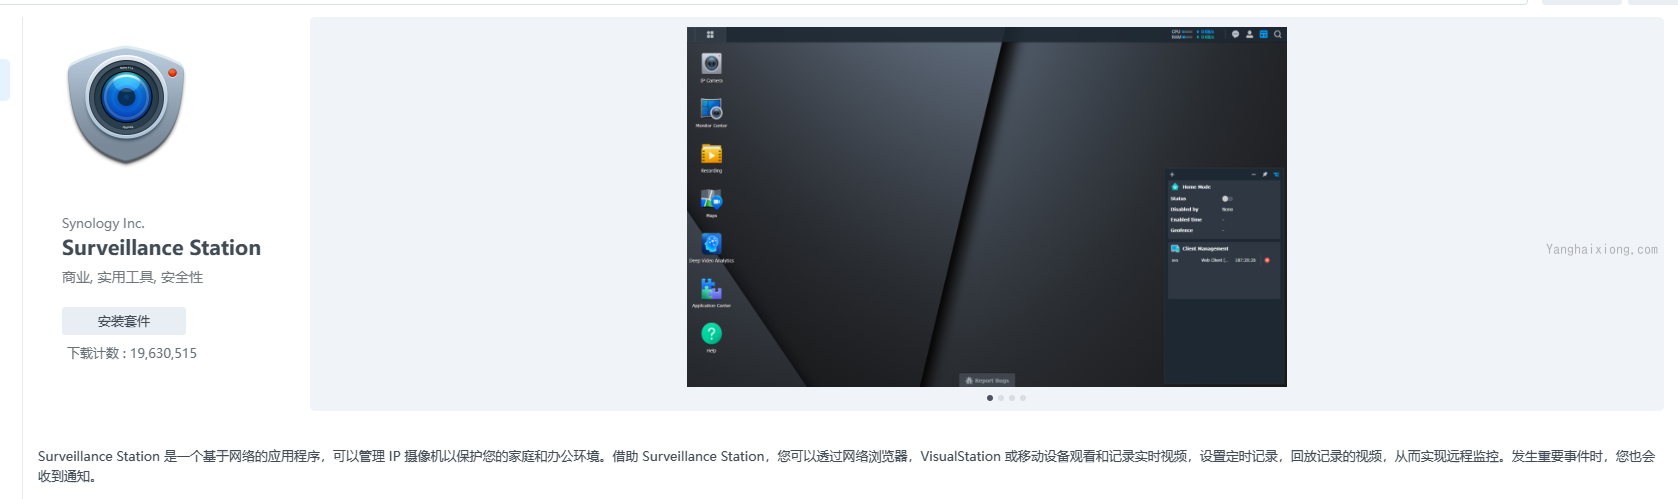 Synology Inc.
Surveillance Station
商业, 实用工具, 安全性
安装套件
下载计数 : 19,630,515
CPU
RAM
IP Camera
Monitor Center
Recording
Maps
Deep Video Analytics
Application Center
Help
Home Mode
Status
Disabled by None
Enabled time -
Geofence -
Client Management
Web Client [...
Report Bugs
Yanghaixiong.com
Surveillance Station 是一个基于网络的应用程序，可以管理 IP 摄像机以保护您的家庭和办公环境。借助 Surveillance Station，您可以透过网络浏览器，VisualStation 或移动设备观看和记录实时视频，设置定时记录，回放记录的视频，从而实现远程监控。发生重要事件时，您也会
收到通知。